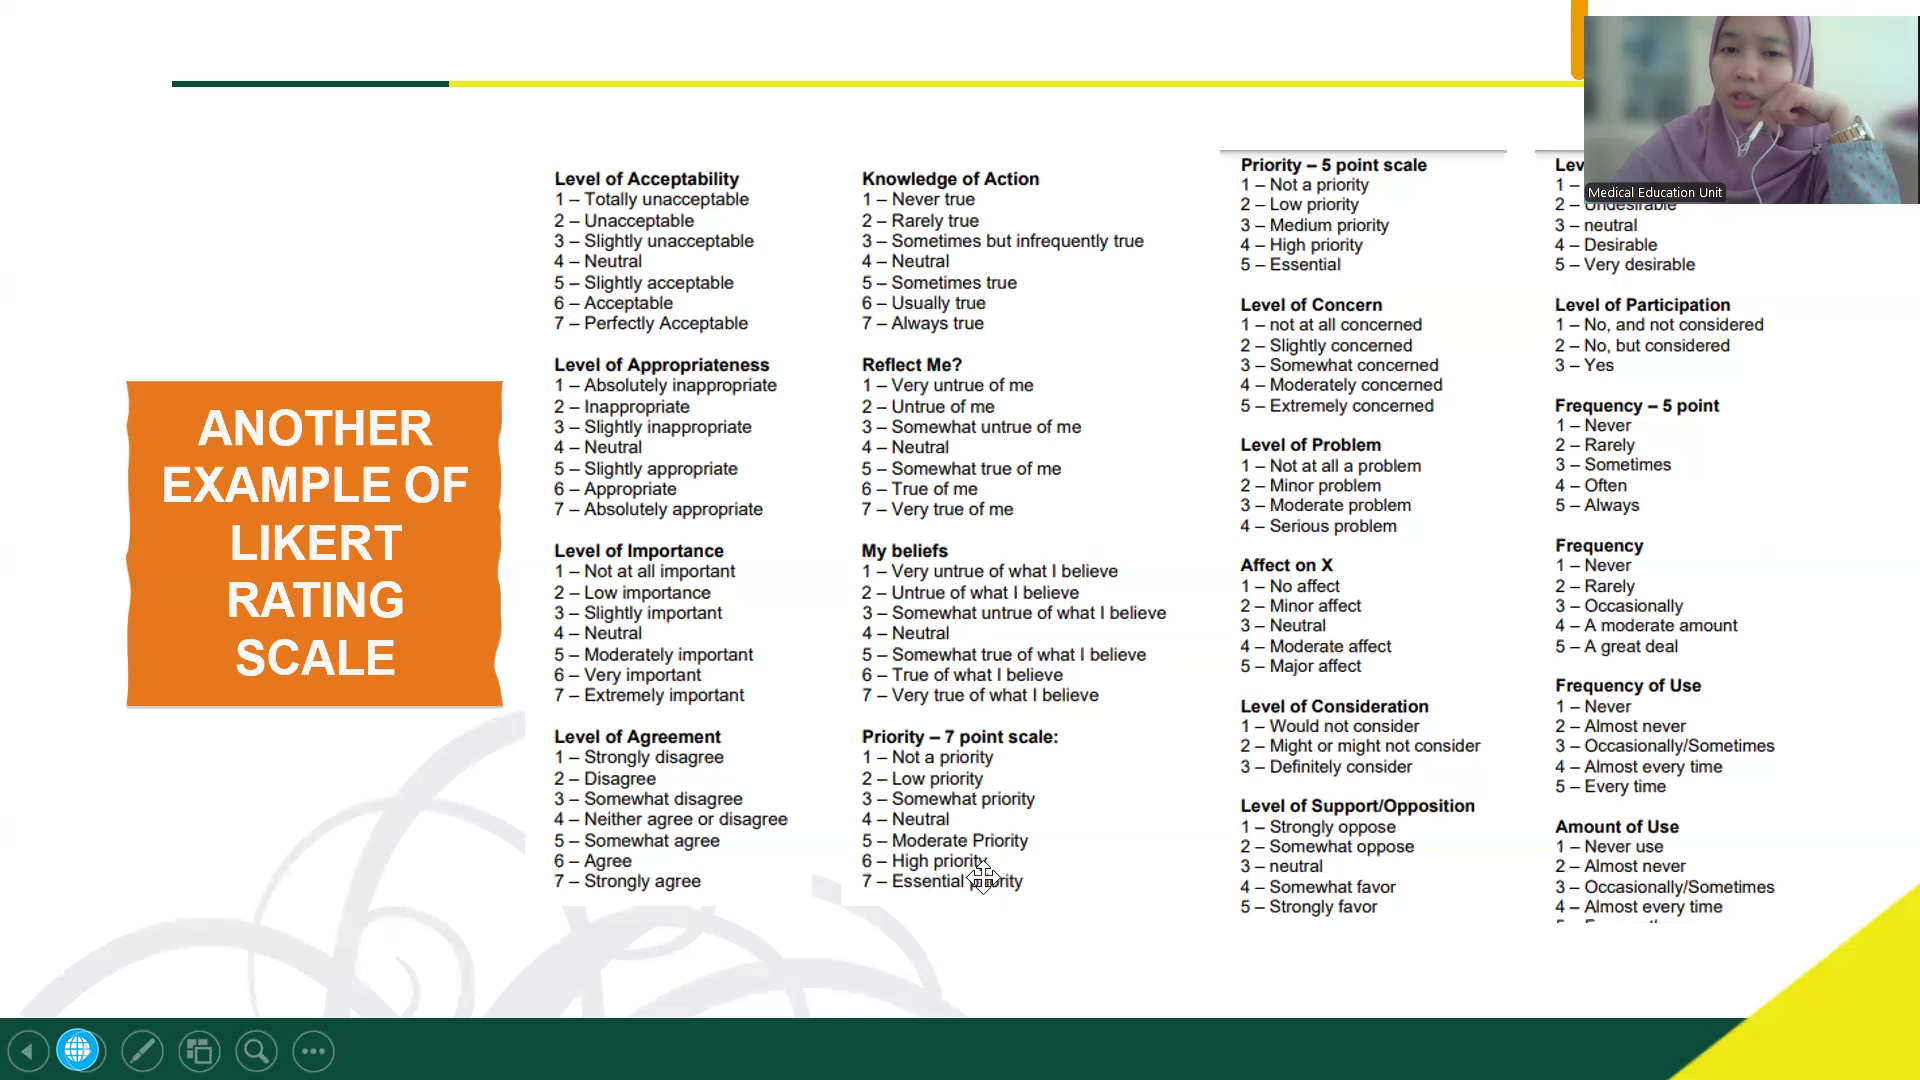 ANOTHER
EXAMPLE OF
LIKERT
RATING
SCALE
Level of Acceptability
1 – Totally unacceptable
2 – Unacceptable
3 – Slightly unacceptable
4 – Neutral
5 – Slightly acceptable
6 – Acceptable
7 – Perfectly Acceptable
Level of Appropriateness
1 – Absolutely inappropriate
2 – Inappropriate
3 – Slightly inappropriate
4 – Neutral
5 – Slightly appropriate
6 – Appropriate
7 – Absolutely appropriate
Level of Importance
1 – Not at all important
2 – Low importance
3 – Slightly important
4 – Neutral
5 – Moderately important
6 – Very important
7 – Extremely important
Level of Agreement
1 – Strongly disagree
2 – Disagree
3 – Somewhat disagree
4 – Neither agree or disagree
5 – Somewhat agree
6 – Agree
7 – Strongly agree
Knowledge of Action
1 – Never true
2 – Rarely true
3 – Sometimes but infrequently true
4 – Neutral
5 – Sometimes true
6 – Usually true
7 – Always true
Reflect Me?
1 – Very untrue of me
2 – Untrue of me
3 – Somewhat untrue of me
4 – Neutral
5 – Somewhat true of me
6 – True of me
7 – Very true of me
My beliefs
1 – Very untrue of what I believe
2 – Untrue of what I believe
3 – Somewhat untrue of what I believe
4 – Neutral
5 – Somewhat true of what I believe
6 – True of what I believe
7 – Very true of what I believe
Priority – 7 point scale:
1 – Not a priority
2 – Low priority
3 – Somewhat priority
4 – Neutral
5 – Moderate Priority
6 – High priority
7 – Essential priority
Priority – 5 point scale
1 – Not a priority
2 – Low priority
3 – Medium priority
4 – High priority
5 – Essential
Level of Concern
1 – not at all concerned
2 – Slightly concerned
3 – Somewhat concerned
4 – Moderately concerned
5 – Extremely concerned
Level of Problem
1 – Not at all a problem
2 – Minor problem
3 – Moderate problem
4 – Serious problem
Affect on X
1 – No affect
2 – Minor affect
3 – Neutral
4 – Moderate affect
5 – Major affect
Level of Consideration
1 – Would not consider
2 – Might or might not consider
3 – Definitely consider
Level of Support/Opposition
1 – Strongly oppose
2 – Somewhat oppose
3 – neutral
4 – Somewhat favor
5 – Strongly favor
1 –
2 – Undesirable
3 – neutral
4 – Desirable
5 – Very desirable
Level of Participation
1 – No, and not considered
2 – No, but considered
3 – Yes
Frequency – 5 point
1 – Never
2 – Rarely
3 – Sometimes
4 – Often
5 – Always
Frequency
1 – Never
2 – Rarely
3 – Occasionally
4 – A moderate amount
5 – A great deal
Frequency of Use
1 – Never
2 – Almost never
3 – Occasionally/Sometimes
4 – Almost every time
5 – Every time
Amount of Use
1 – Never use
2 – Almost never
3 – Occasionally/Sometimes
4 – Almost every time
Medical Education Unit